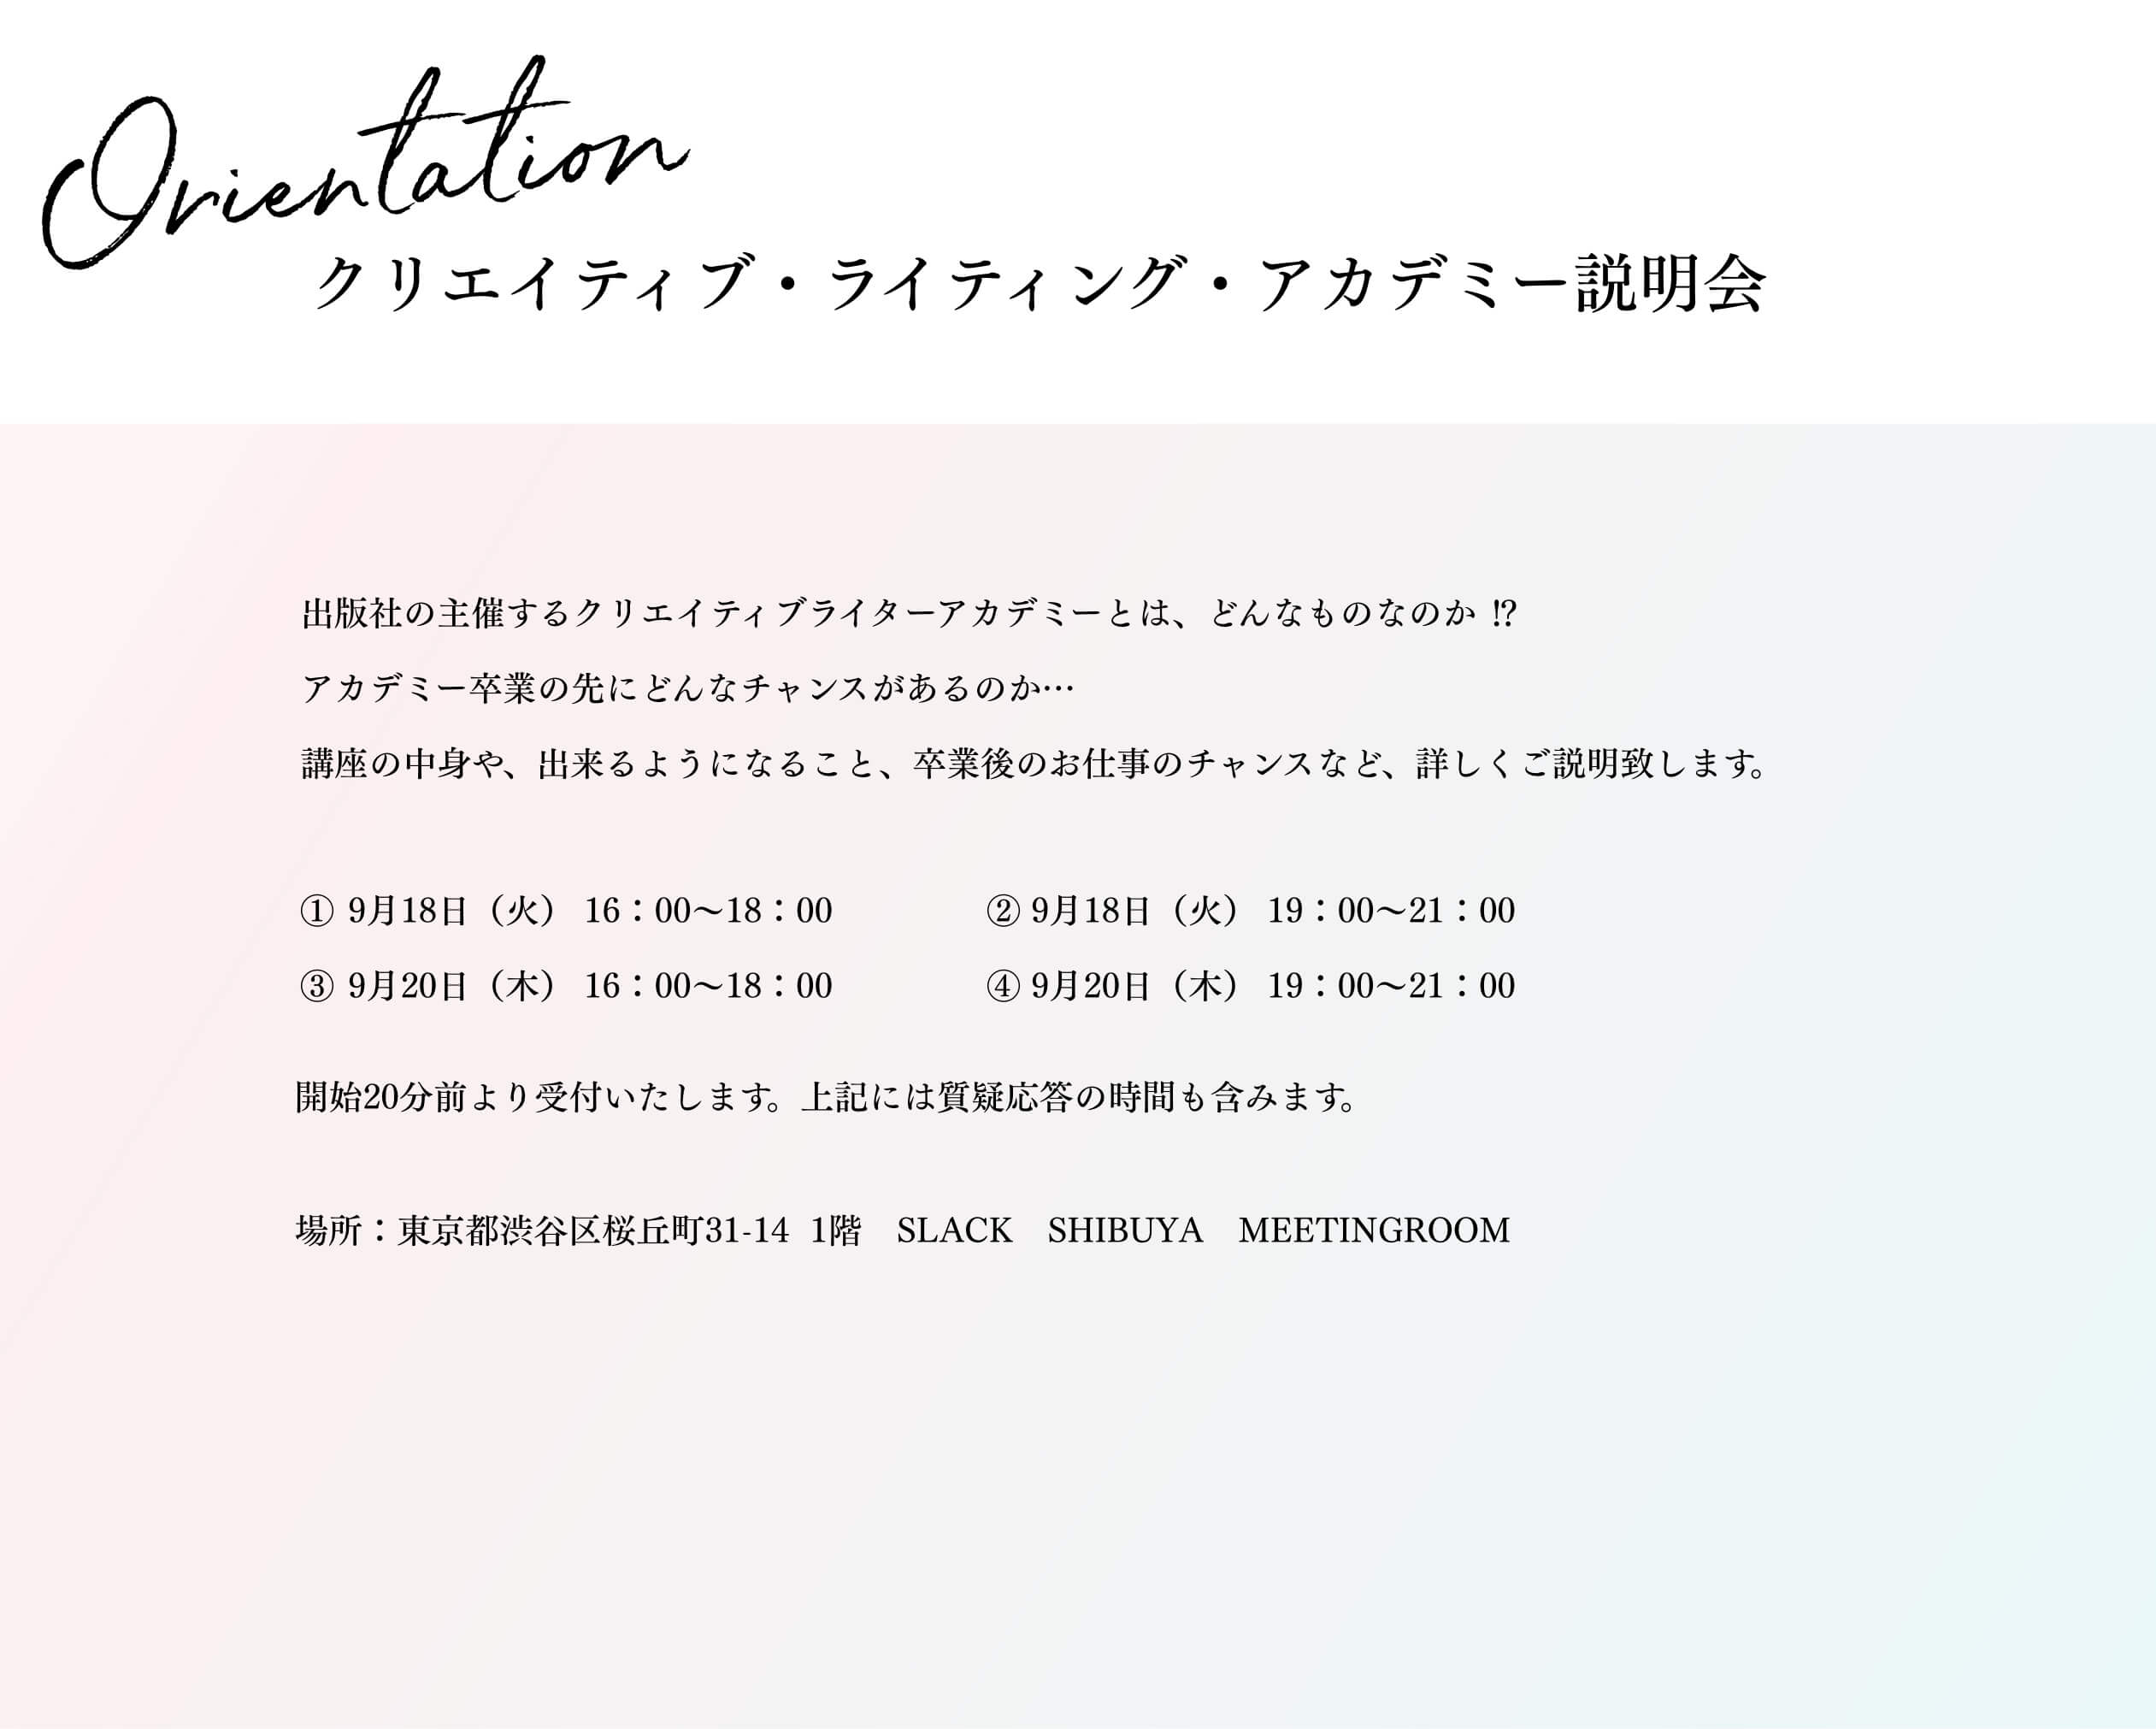 Orientation
クリエイティブ・ライティング・アカデミー説明会
出版社の主催するクリエイティブライターアカデミーとは、どんなものなのか !?
アカデミー卒業の先にどんなチャンスがあるのか…
講座の中身や、出来るようになること、卒業後のお仕事のチャンスなど、詳しくご説明致します。
① 9月18日（火） 16：00〜18：00　② 9月18日（火） 19：00〜21：00
③ 9月20日（木） 16：00〜18：00　④ 9月20日（木） 19：00〜21：00
開始20分前より受付いたします。上記には質疑応答の時間も含みます。
場所：東京都渋谷区桜丘町31-14 1階　SLACK　SHIBUYA　MEETINGROOM